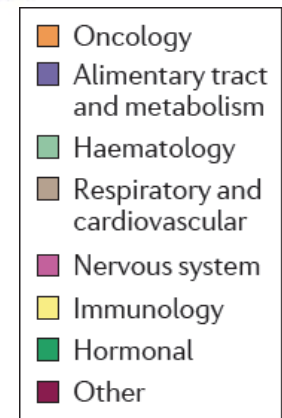 Oncology
Alimentary tract
and metabolism
Haematology
Respiratory and
cardiovascular
Nervous system
Immunology
Hormonal
Other